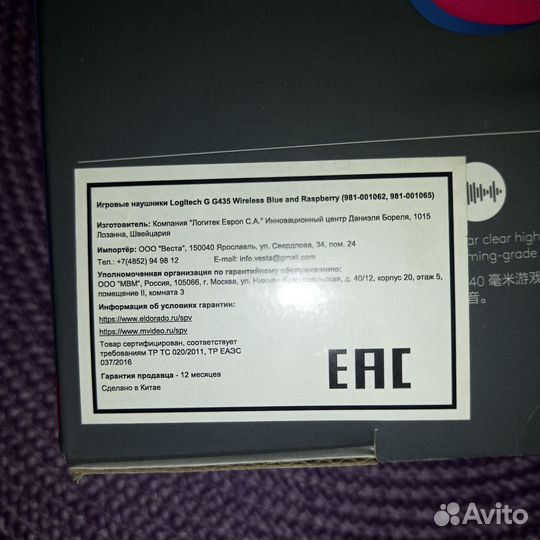 Игровые наушники Logitech G G435 Wireless Blue and Raspberry (981-001062, 981-001065)
Изготовитель: Компания "Логитек Европ С.А." Инновационный центр Даниэля Бореля, 1015
Лозанна, Швейцария
Импортёр: ООО "Веста", 150040 Ярославль, ул. Свердлова, 34, пом. 24
Тел.: +7(4852) 94 98 12 E-mail: info.vesta@gmail.com
Уполномоченная организация по гарантийному обслуживанию:
ООО "МВМ", Россия, 105066, г. Москва, ул. Нижняя Красносельская, д. 40/12, корпус 20, этаж 5,
помещение II, комната 3
Информация об условиях гарантии:
https://www.eldorado.ru/spv
https://www.mvideo.ru/spv
Товар сертифицирован, соответствует
требованиям ТР ТС 020/2011, ТР ЕАЭС
037/2016
Гарантия продавца - 12 месяцев
Сделано в Китае
EAC
clear high
ming-grade
40 毫米游戏
音。
Avito